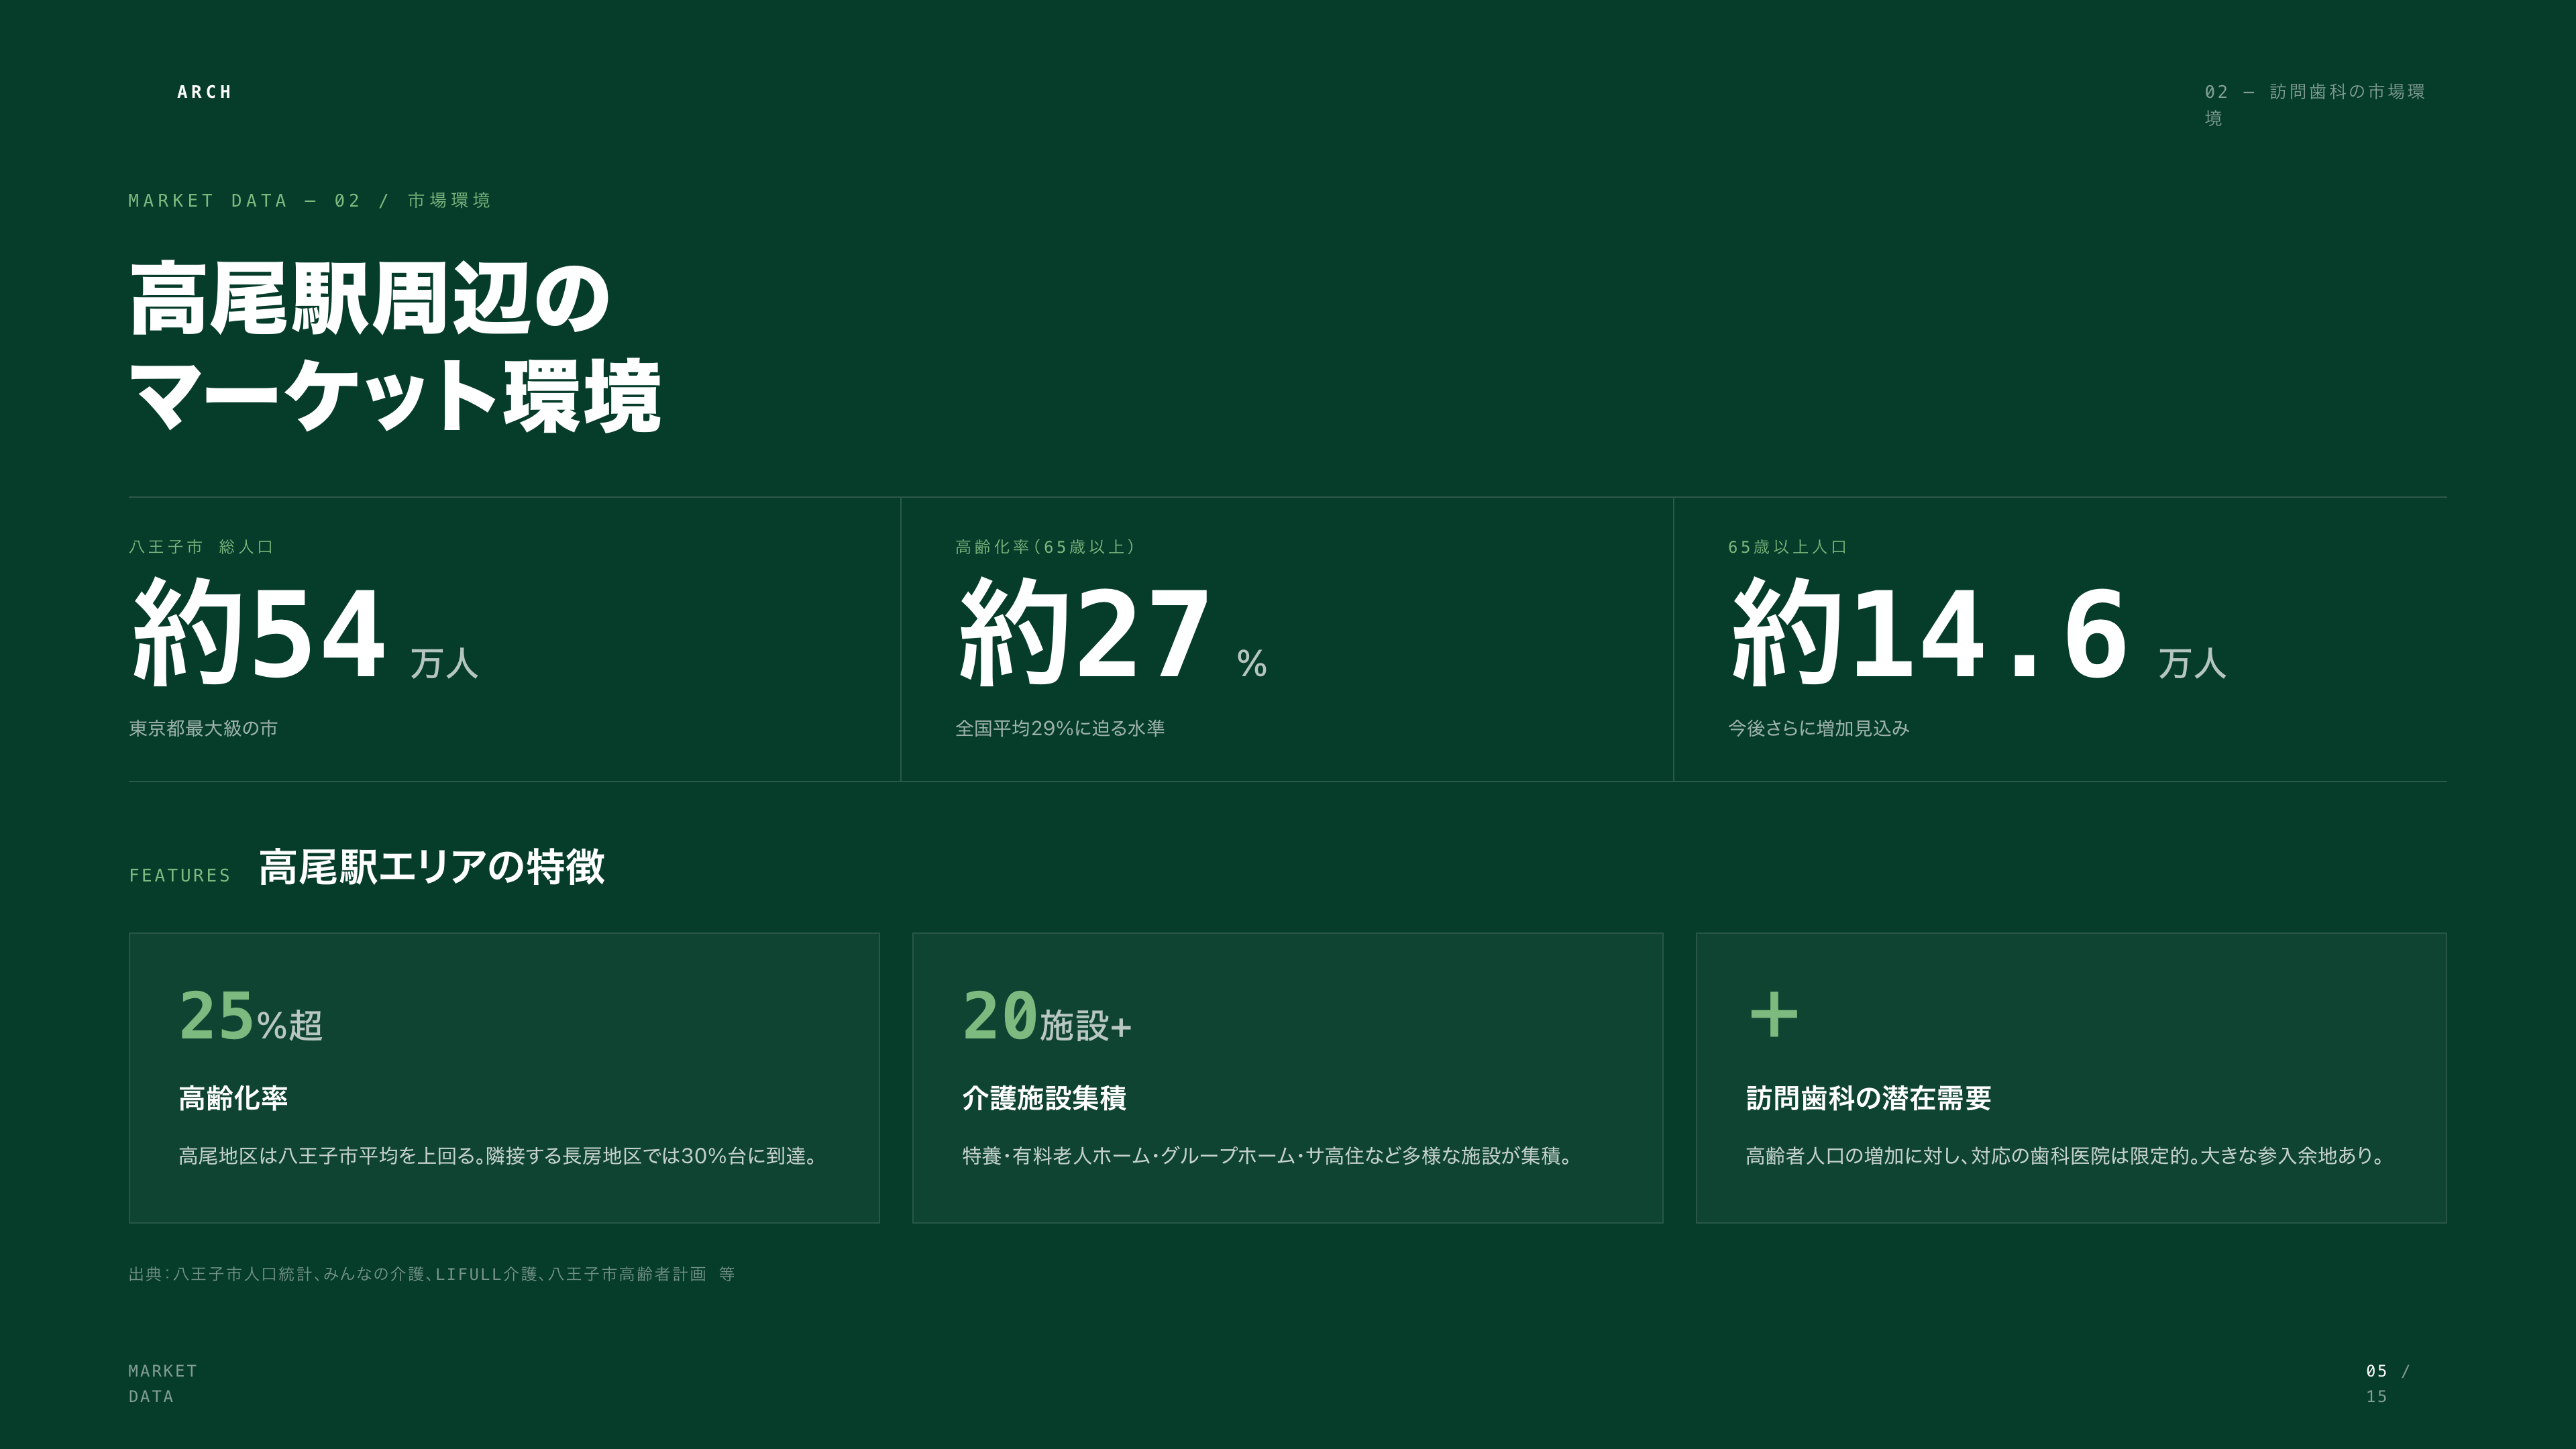 ARCH
02 — 訪問歯科の市場環
境
MARKET DATA — 02 / 市場環境
高尾駅周辺の
マーケット環境
八王子市 総人口
約54 万人
東京都最大級の市
高齢化率(65歳以上)
約27 %
全国平均29%に迫る水準
65歳以上人口
約14.6 万人
今後さらに増加見込み
FEATURES 高尾駅エリアの特徴
25%超
高齢化率
高尾地区は八王子市平均を上回る。隣接する長房地区では30%台に到達。
20施設+
介護施設集積
特養・有料老人ホーム・グループホーム・サ高住など多様な施設が集積。
+
訪問歯科の潜在需要
高齢者人口の増加に対し、対応の歯科医院は限定的。大きな参入余地あり。
出典：八王子市人口統計、みんなの介護、LIFULL介護、八王子市高齢者計画 等
MARKET
DATA
05 /
15